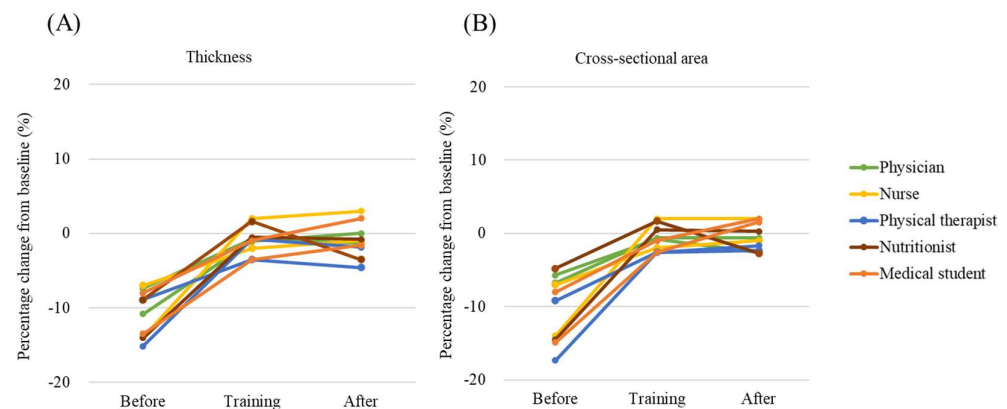 (A)
Thickness
Percentage change from baseline (%)
20
10
0
-10
-20
Before Training After
(B)
Cross-sectional area
Percentage change from baseline (%)
20
10
0
-10
-20
Before Training After
Physician
Nurse
Physical therapist
Nutritionist
Medical student